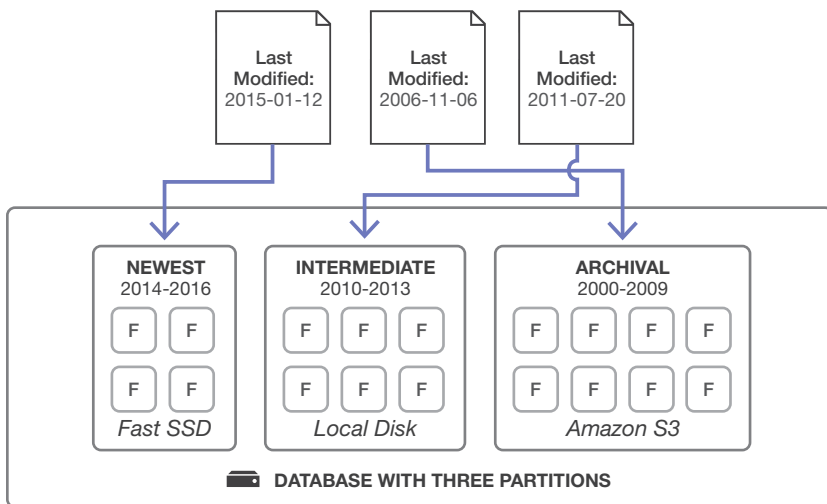 Last
Modified:
2015-01-12
Last
Modified:
2006-11-06
Last
Modified:
2011-07-20
NEWEST
2014-2016
F F
F F
Fast SSD
INTERMEDIATE
2010-2013
F F F
F F F
Local Disk
ARCHIVAL
2000-2009
F F F F
F F F F
Amazon S3
DATABASE WITH THREE PARTITIONS